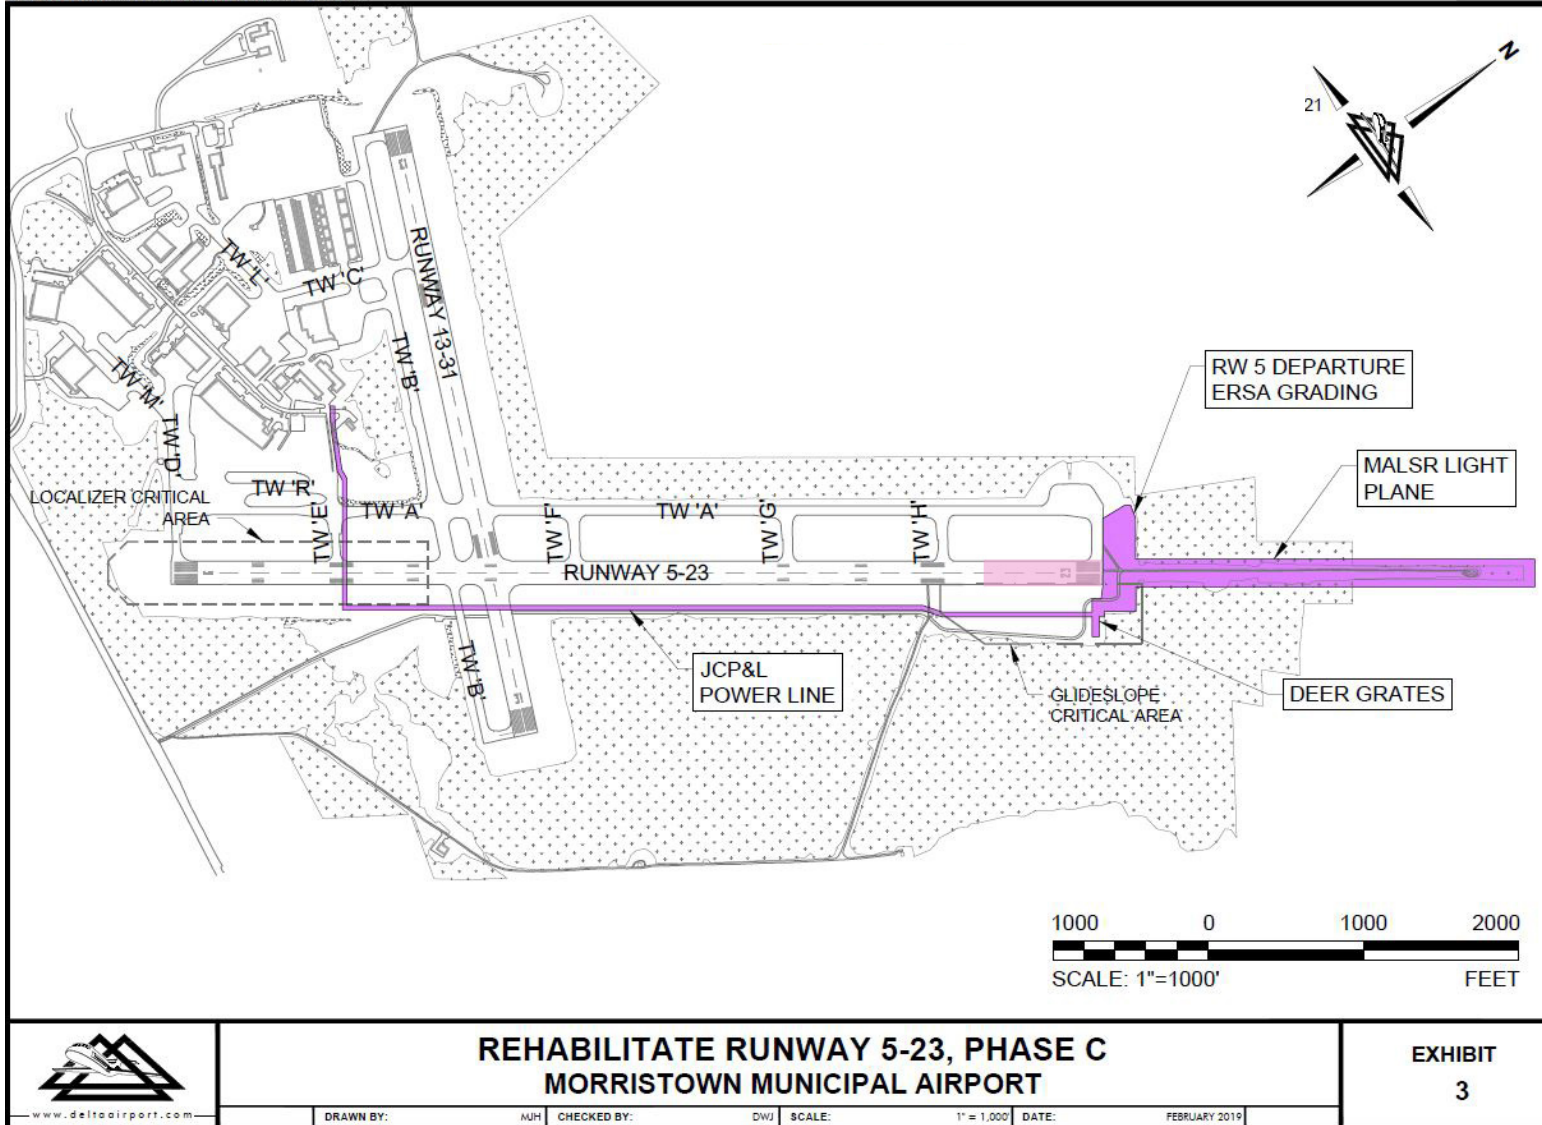 N
21
TW 'L'
TW 'C'
RUNWAY 13-31
TW 'B'
TW 'M'
TW 'D'
RW 5 DEPARTURE
ERSA GRADING
MALSR LIGHT
PLANE
LOCALIZER CRITICAL
AREA
TW 'R'
TW 'E'
TW 'A'
TW 'F'
TW 'A'
TW 'G'
TW 'H'
RUNWAY 5-23
23
TW 'B'
JCP&L
POWER LINE
GLIDESLOPE
CRITICAL AREA
DEER GRATES
1000 0 1000 2000
SCALE: 1"=1000' FEET
REHABILITATE RUNWAY 5-23, PHASE C
MORRISTOWN MUNICIPAL AIRPORT
EXHIBIT
3
www.deltaairport.com
DRAWN BY: MJH CHECKED BY: DWJ SCALE: 1" = 1,000' DATE: FEBRUARY 2019